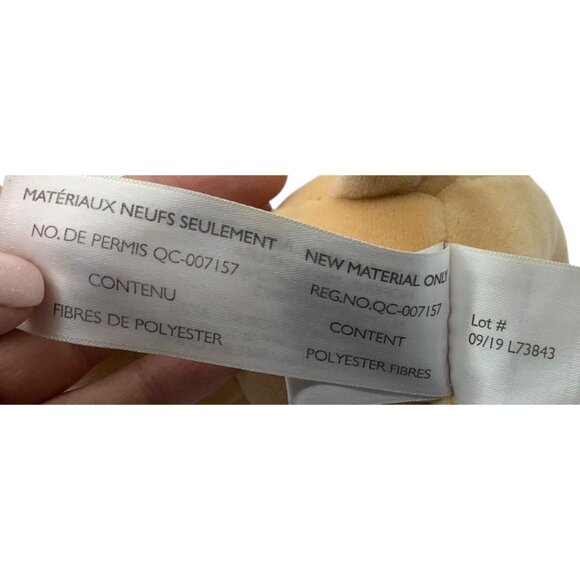 MATÉRIAUX NEUFS SEULEMENT
NO. DE PERMIS QC-007157
CONTENU
FIBRES DE POLYESTER
NEW MATERIAL ONLY
REG.NO.QC-007157
CONTENT
POLYESTER FIBRES
Lot #
09/19 L73843